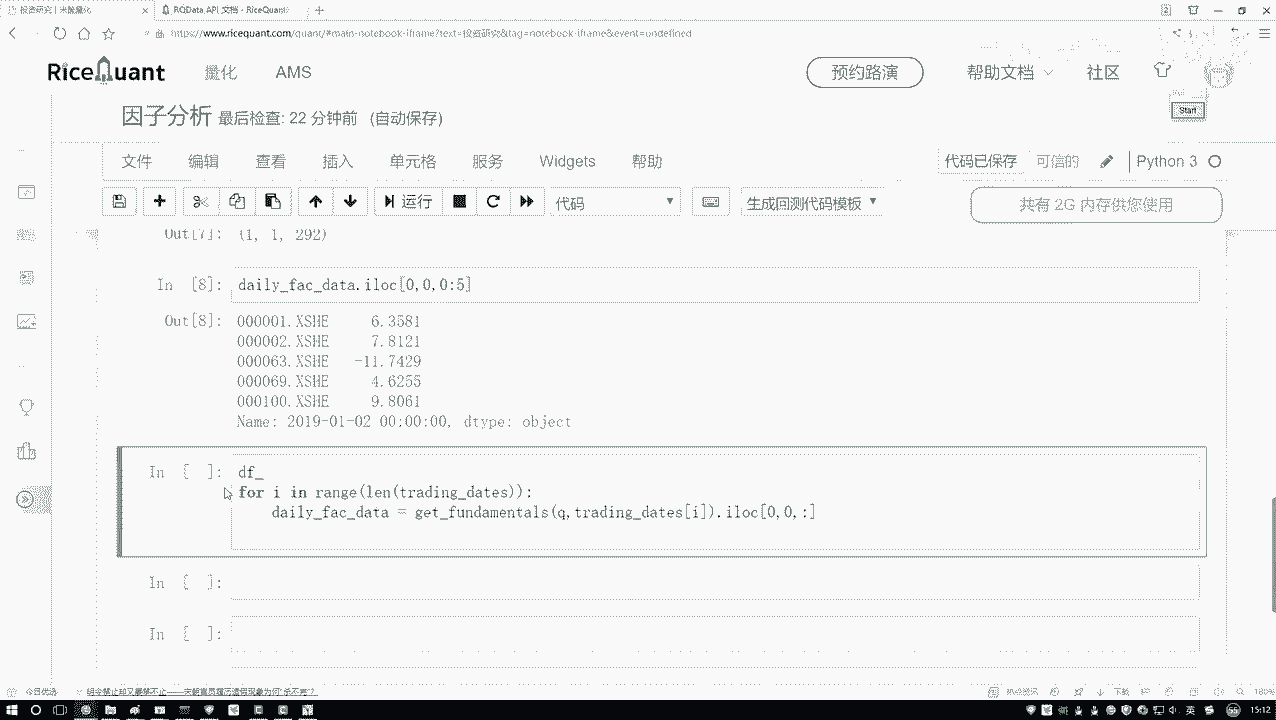 投资研究 | 米筐量化
RQData API 文档 - RiceQuant
https://www.ricequant.com/quant/#main-notebook-iframe?text=投资研究&tag=notebook-iframe&event=undefined
RiceQuant 量化 AMS 预约路演 帮助文档 社区
Start
因子分析 最后检查: 22 分钟前 (自动保存)
文件 编辑 查看 插入 单元格 服务 Widgets 帮助 代码已保存 可信的 Python 3
运行 代码 生成回测代码模板 共有 2G 内存供您使用
Out[7]: (1, 1, 292)
In [8]: daily_fac_data.iloc[0,0,0:5]
Out[8]: 000001.XSHE 6.3581
000002.XSHE 7.8121
000063.XSHE -11.7429
000069.XSHE 4.6255
000100.XSHE 9.8061
Name: 2019-01-02 00:00:00, dtype: object
In [ ]: df_
for i in range(len(trading_dates)):
daily_fac_data = get_fundamentals(q,trading_dates[i]).iloc[0,0,:]
In [ ]:
In [ ]:
英 15:12